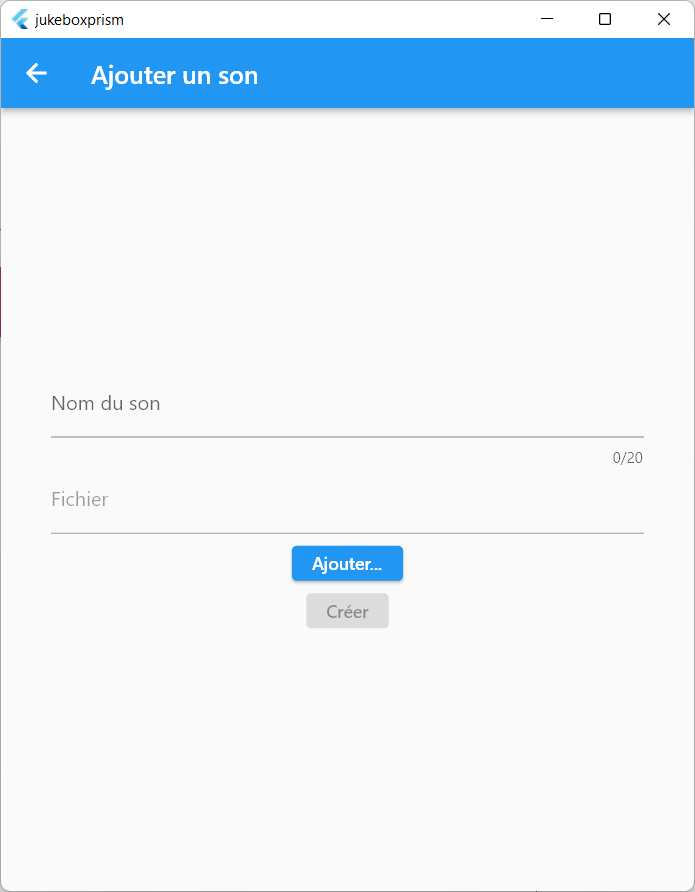 jukeboxprism
Ajouter un son
Nom du son
0/20
Fichier
Ajouter...
Créer